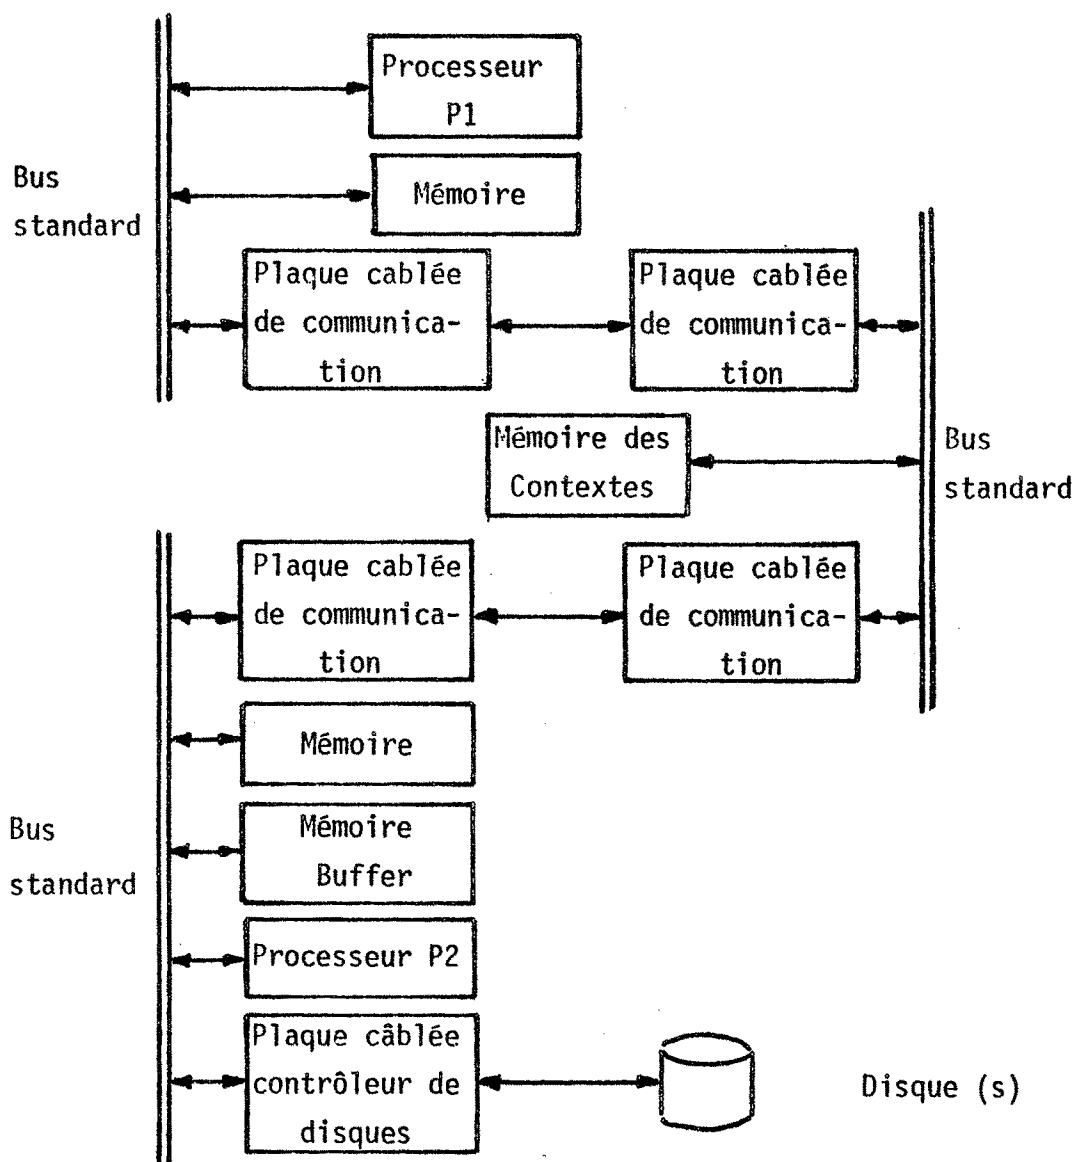 Processeur
P1
Bus
standard
Mémoire
Plaque cablée
de communica-
tion
Plaque cablée
de communica-
tion
Mémoire des
Contextes
Bus
standard
Plaque cablée
de communica-
tion
Plaque cablée
de communica-
tion
Mémoire
Bus
standard
Mémoire
Buffer
Processeur P2
Plaque câblée
contrôleur de
disques
Disque (s)